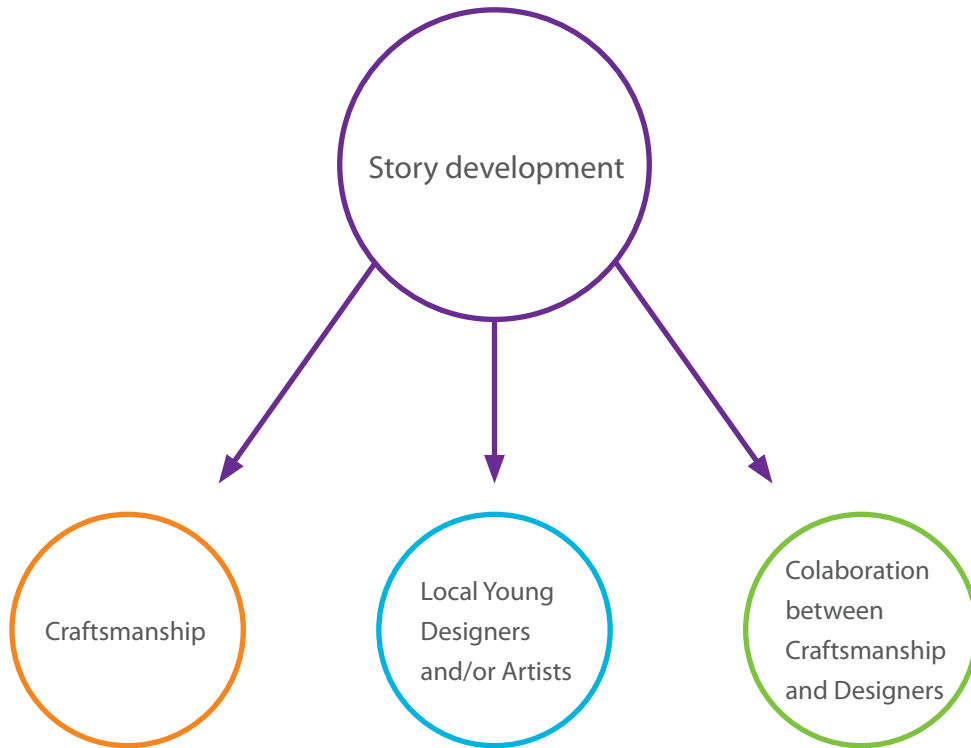 Story development
Craftsmanship
Local Young
Designers
and/or Artists
Colaboration
between
Craftsmanship
and Designers